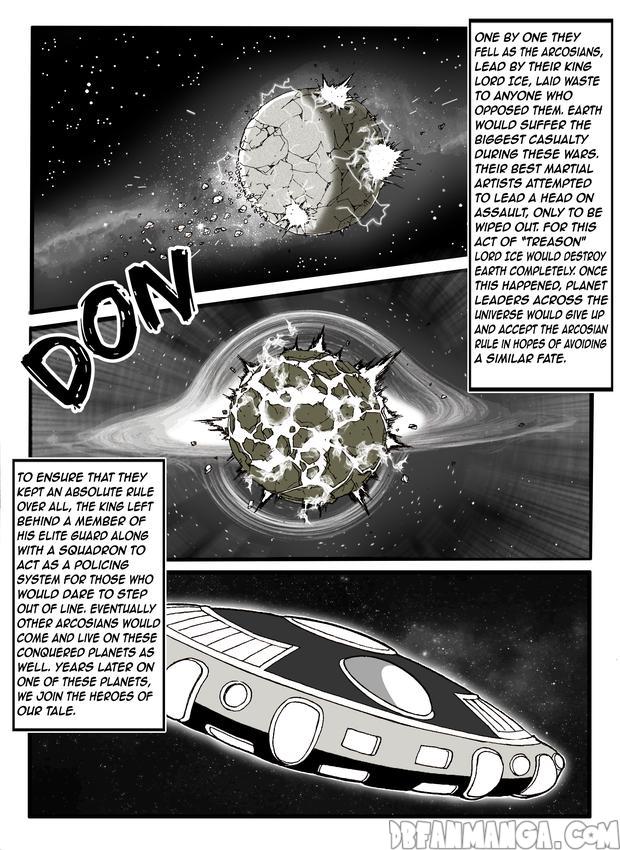 ONE BY ONE THEY
FELL AS THE ARCOSIANS,
LEAD BY THEIR KING
LORD ICE, LAID WASTE
TO ANYONE WHO
OPPOSED THEM. EARTH
WOULD SUFFER THE
BIGGEST CASUALTY
DURING THESE WARS.
THEIR BEST MARTIAL
ARTISTS ATTEMPTED
TO LEAD A HEAD ON
ASSAULT, ONLY TO BE
WIPED OUT. FOR THIS
ACT OF "TREASON"
LORD ICE WOULD DESTROY
EARTH COMPLETELY. ONCE
THIS HAPPENED, PLANET
LEADERS ACROSS THE
UNIVERSE WOULD GIVE UP
AND ACCEPT THE ARCOSIAN
RULE IN HOPES OF AVOIDING
A SIMILAR FATE.
DON
TO ENSURE THAT THEY
KEPT AN ABSOLUTE RULE
OVER ALL, THE KING LEFT
BEHIND A MEMBER OF
HIS ELITE GUARD ALONG
WITH A SQUADRON TO
ACT AS A POLICING
SYSTEM FOR THOSE WHO
WOULD DARE TO STEP
OUT OF LINE. EVENTUALLY
OTHER ARCOSIANS WOULD
COME AND LIVE ON THESE
CONQUERED PLANETS AS
WELL. YEARS LATER ON
ONE OF THESE PLANETS,
WE JOIN THE HEROES OF
OUR TALE.
DBFANMANGA.COM